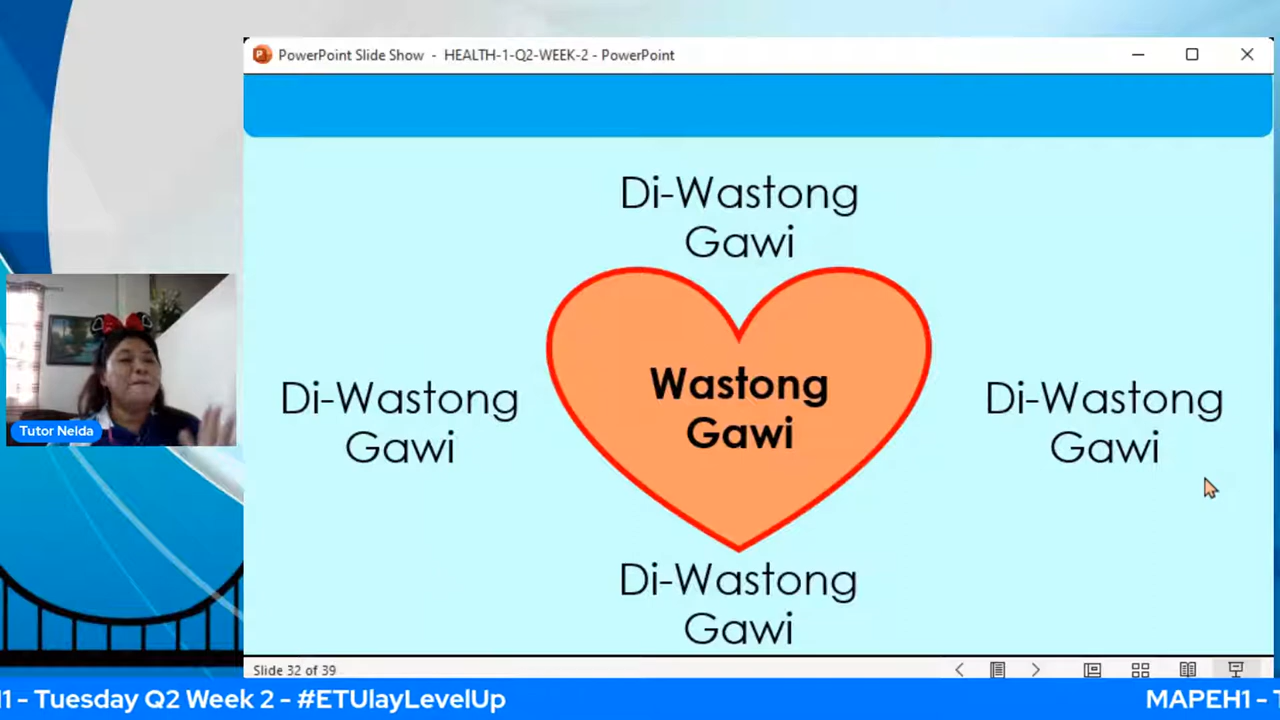 PowerPoint Slide Show - HEALTH-1-Q2-WEEK-2 - PowerPoint
Di-Wastong
Gawi
Di-Wastong
Gawi
Wastong
Gawi
Di-Wastong
Gawi
Di-Wastong
Gawi
Tutor Nelda
Slide 32 of 39
H1 - Tuesday Q2 Week 2 - #ETUlayLevelUp
MAPEH1 - T